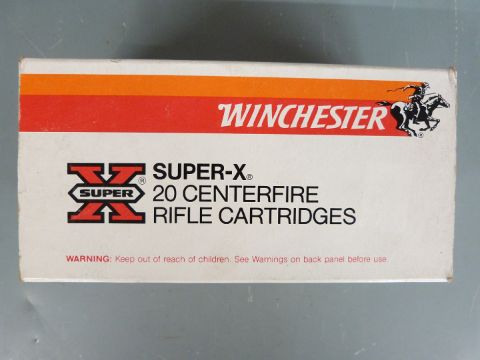 WINCHESTER®
X SUPER ®
SUPER-X®
20 CENTERFIRE
RIFLE CARTRIDGES
WARNING: Keep out of reach of children. See Warnings on back panel before use.